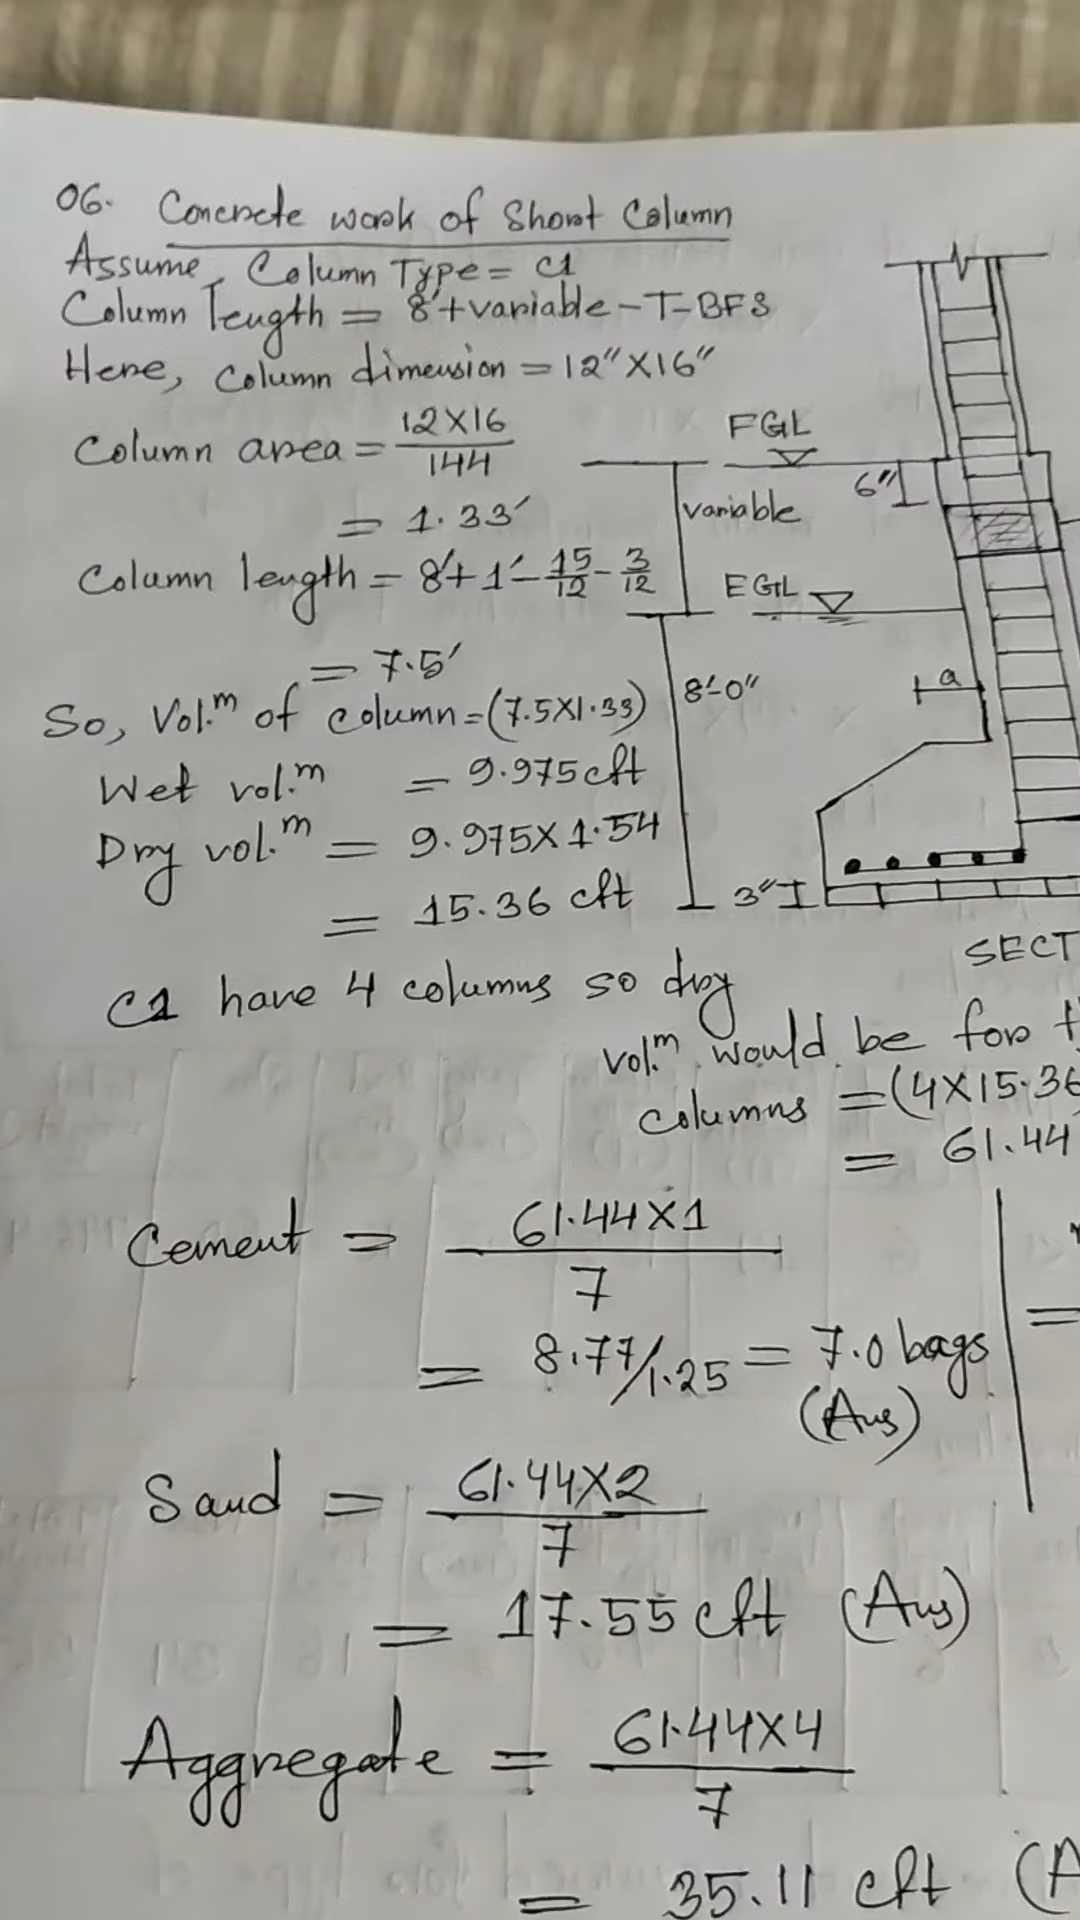 06. Concrete work of Short Column
Assume, Column Type = C1
Column length = 8'+variable-T-BFS
Here, column dimension = 12"X16"
Column area = 12X16/144
= 1.33'
Column length = 8'+1'-15/12-3/12
= 7.5'
So, Vol.m of column=(7.5X1.33)
Wet vol.m = 9.975cft
Dry vol.m = 9.975X1.54
= 15.36 cft
FGL
variable
6"
EGL
8'-0"
a
3"
SECT
C1 have 4 columns so dry
vol.m would be for
columns =(4X15.36
= 61.44
Cement = 61.44X1/7
= 8.77/1.25 = 7.0 bags
(Ans)
Sand = 61.44X2/7
= 17.55 cft (Ans)
Aggregate = 61.44X4/7
= 35.11 cft (A